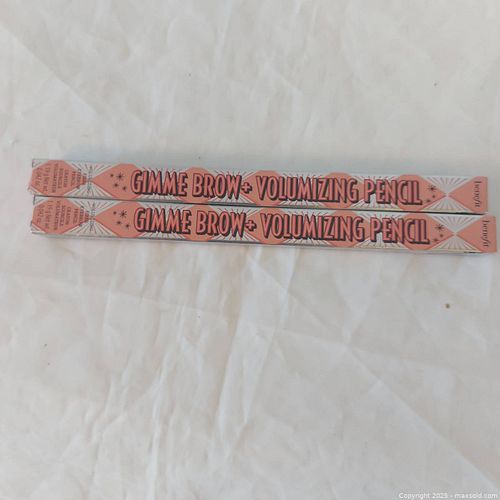 GIMME BROW+ VOLUMIZING PENCIL
benefit
GIMME BROW+ VOLUMIZING PENCIL
benefit
Copyright 2025 - maxsold.com